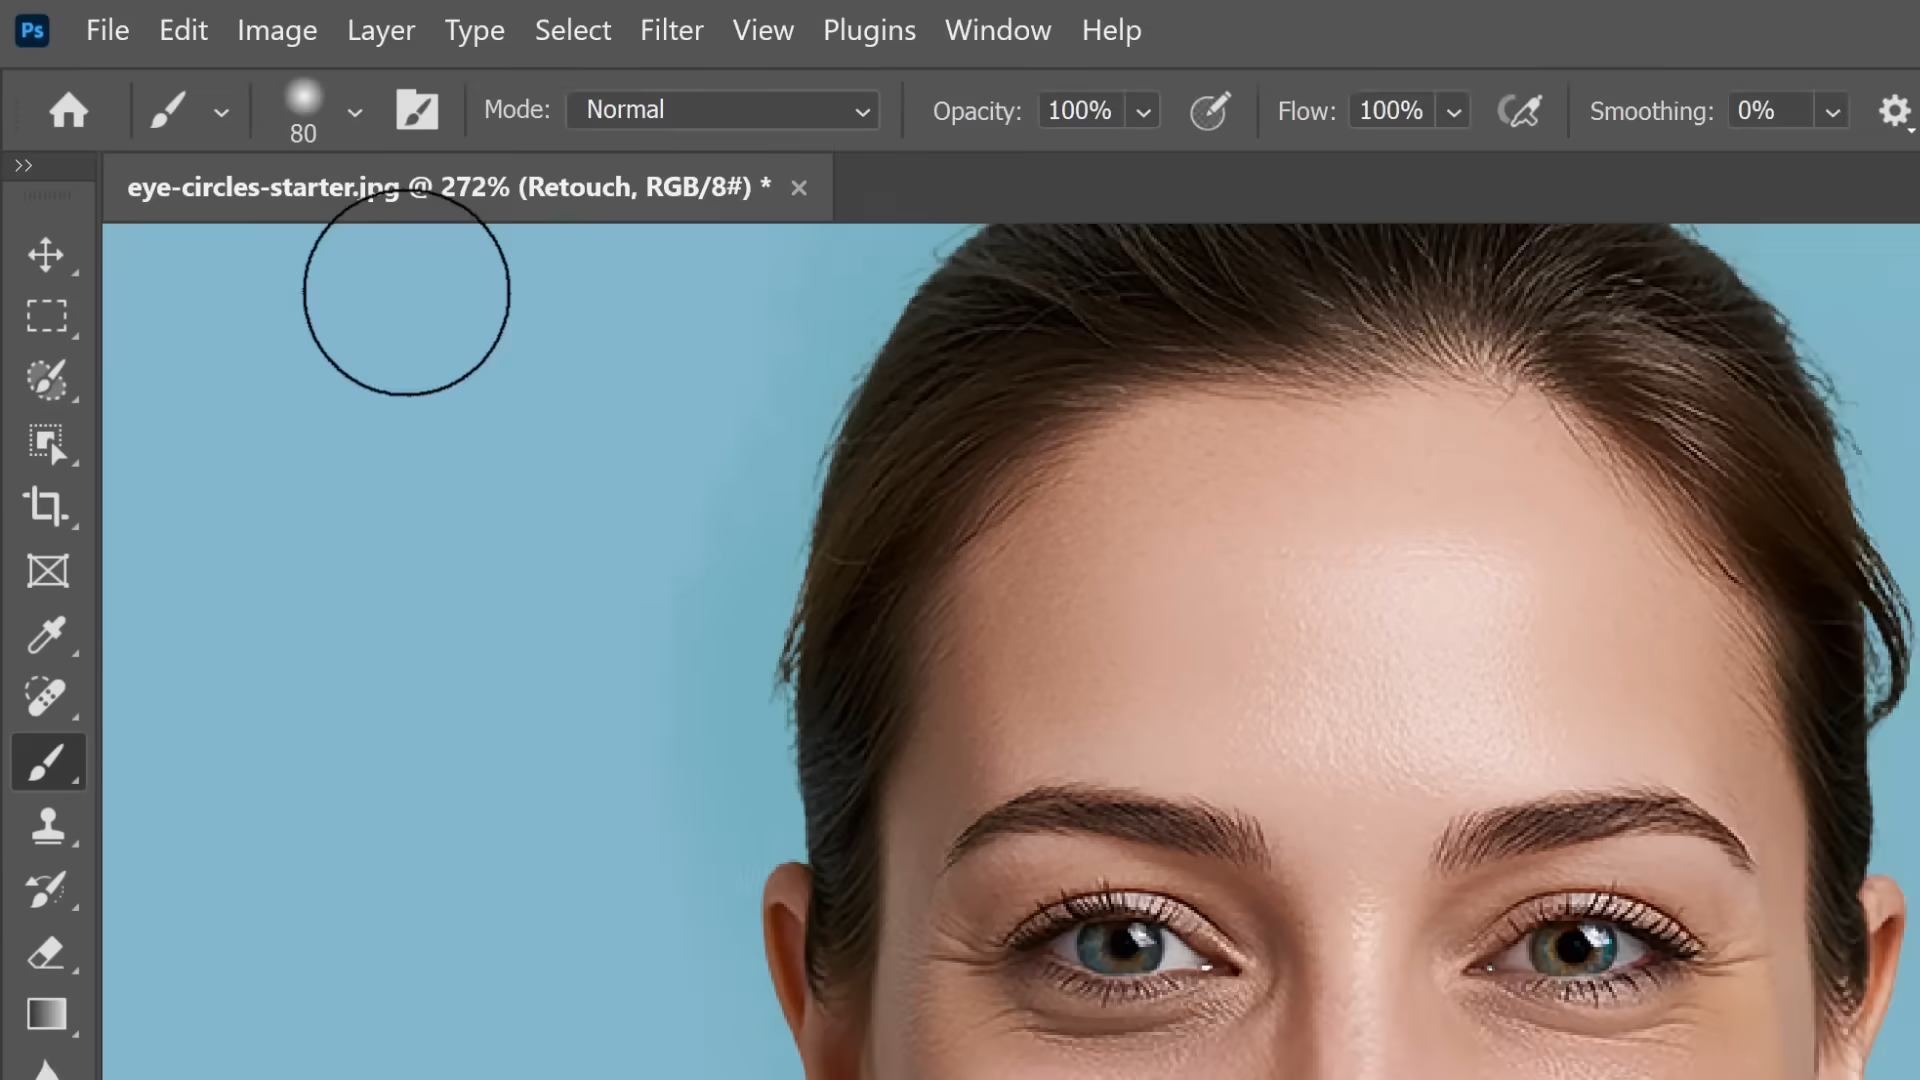 Ps File Edit Image Layer Type Select Filter View Plugins Window Help
80 Mode: Normal Opacity: 100% Flow: 100% Smoothing: 0%
eye-circles-starter.jpg @ 272% (Retouch, RGB/8#) *